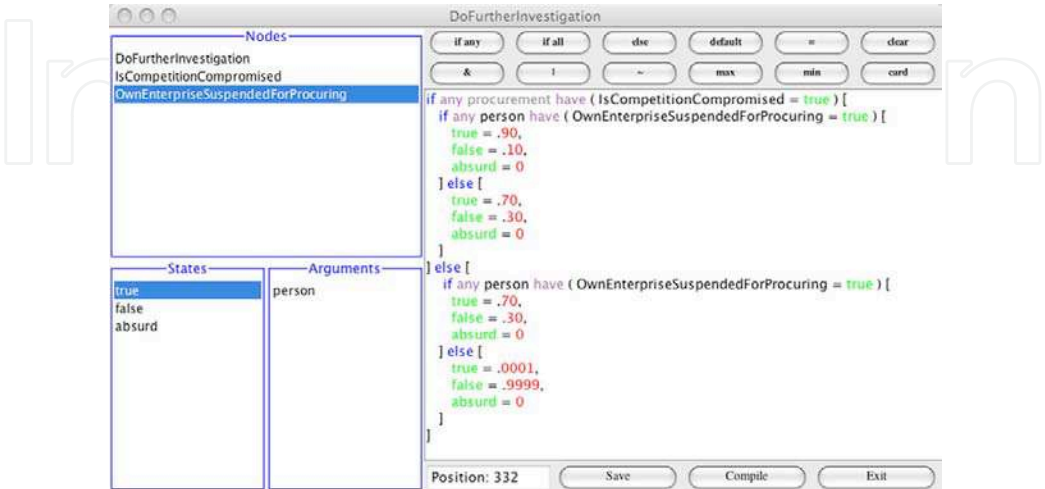 DoFurtherInvestigation
Nodes
DoFurtherInvestigation
IsCompetitionCompromised
OwnEnterpriseSuspendedForProcuring
States
true
false
absurd
Arguments
person
if any if all else default = clear
& | ~ max min card
if any procurement have ( IsCompetitionCompromised = true ) [
if any person have ( OwnEnterpriseSuspendedForProcuring = true ) [
true = .90,
false = .10,
absurd = 0
] else [
true = .70,
false = .30,
absurd = 0
]
] else [
if any person have ( OwnEnterpriseSuspendedForProcuring = true ) [
true = .70,
false = .30,
absurd = 0
] else [
true = .0001,
false = .9999,
absurd = 0
]
]
Position: 332 Save Compile Exit